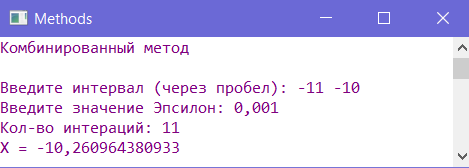 Methods
Комбинированный метод
Введите интервал (через пробел): -11 -10
Введите значение Эпсилон: 0,001
Кол-во интераций: 11
X = -10,260964380933